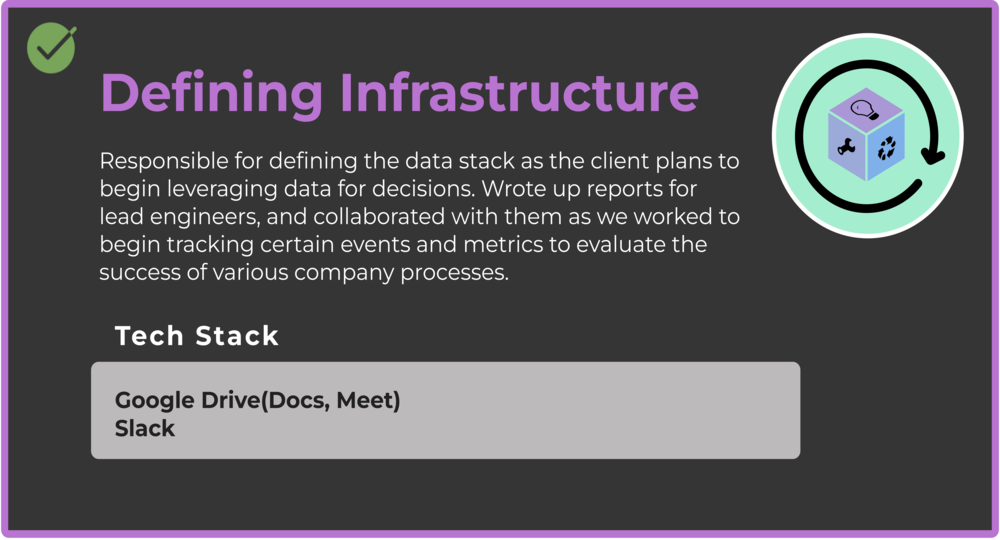 Defining Infrastructure
Responsible for defining the data stack as the client plans to
begin leveraging data for decisions. Wrote up reports for
lead engineers, and collaborated with them as we worked to
begin tracking certain events and metrics to evaluate the
success of various company processes.
Tech Stack
Google Drive(Docs, Meet)
Slack